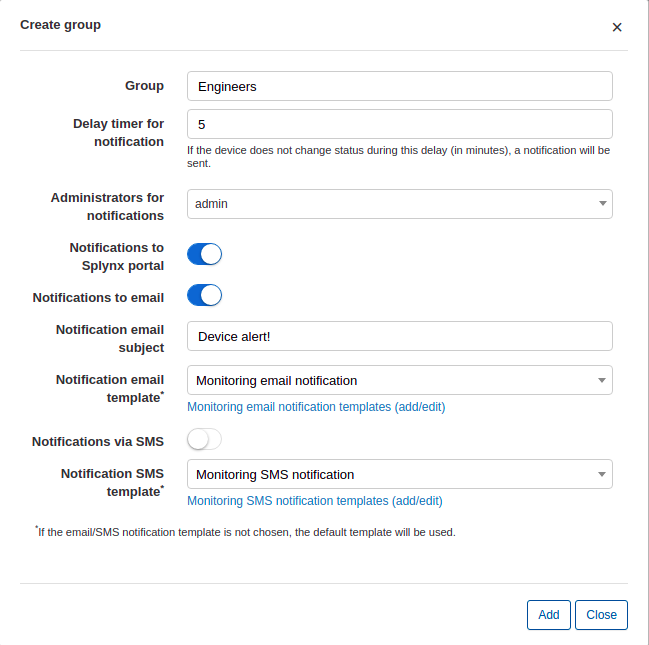 Create group
×
Group
Engineers
Delay timer for
notification
5
If the device does not change status during this delay (in minutes), a notification will be
sent.
Administrators for
notifications
admin
Notifications to
Splynx portal
Notifications to email
Notification email
subject
Device alert!
Notification email
template*
Monitoring email notification
Monitoring email notification templates (add/edit)
Notifications via SMS
Notification SMS
template*
Monitoring SMS notification
Monitoring SMS notification templates (add/edit)
*If the email/SMS notification template is not chosen, the default template will be used.
Add
Close